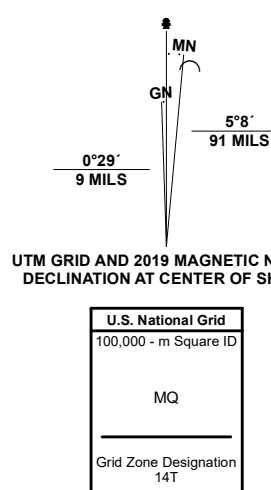 MN
GN
5°8´
91 MILS
0°29´
9 MILS
UTM GRID AND 2019 MAGNETIC
DECLINATION AT CENTER OF
U.S. National Grid
100,000 - m Square ID
MQ
Grid Zone Designation
14T